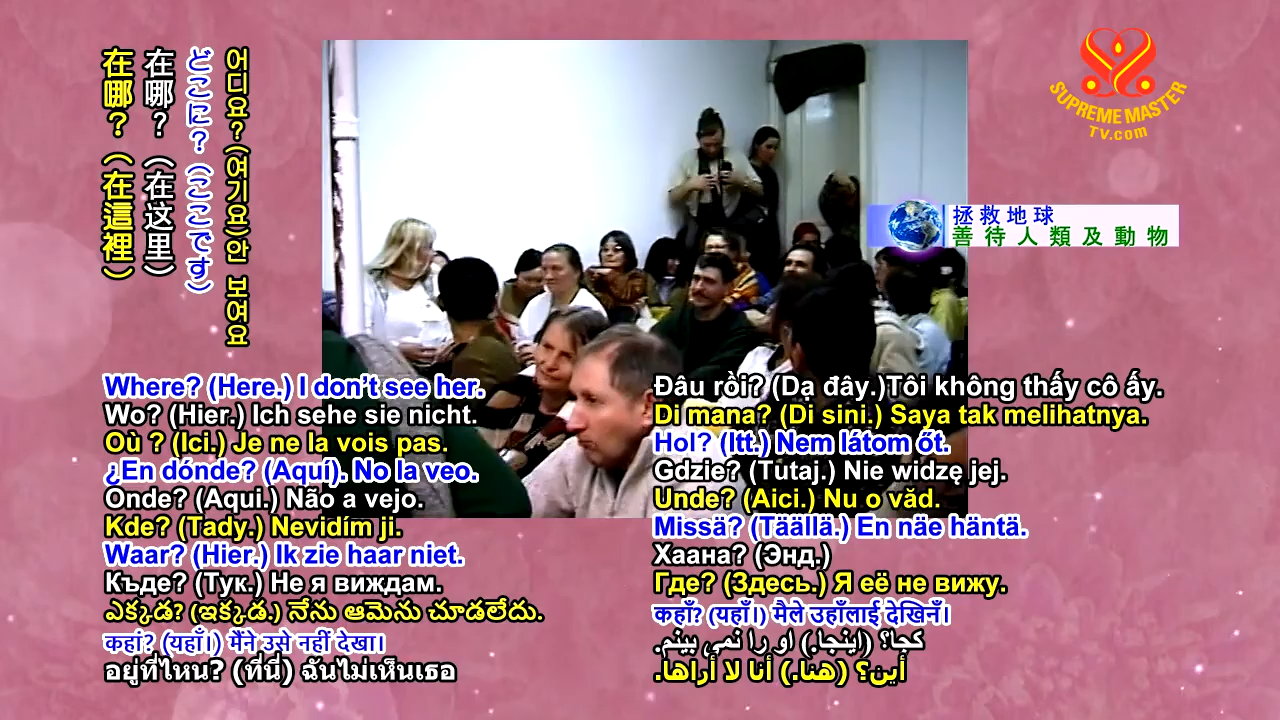 在哪？（在這裡）
在哪？（在这里）
どこに？（ここです）
어디요?(여기요)안 보여요
SUPREME MASTER
TV.com
拯救地球
善待人類及動物
Where? (Here.) I don't see her.
Wo? (Hier.) Ich sehe sie nicht.
Où ? (Ici.) Je ne la vois pas.
¿En dónde? (Aquí). No la veo.
Onde? (Aqui.) Não a vejo.
Kde? (Tady.) Nevidím ji.
Waar? (Hier.) Ik zie haar niet.
Къде? (Тук.) Не я виждам.
ఎక్కడ? (ఇక్కడ.) నేను ఆమెను చూడలేదు.
कहां? (यहाँ।) मैंने उसे नहीं देखा।
อยู่ที่ไหน? (ที่นี่) ฉันไม่เห็นเธอ
Đâu rồi? (Dạ đây.)Tôi không thấy cô ấy.
Di mana? (Di sini.) Saya tak melihatnya.
Hol? (Itt.) Nem látom őt.
Gdzie? (Tutaj.) Nie widzę jej.
Unde? (Aici.) Nu o văd.
Missä? (Täällä.) En näe häntä.
Хаана? (Энд.)
Где? (Здесь.) Я её не вижу.
कहाँ? (यहाँ।) मैले उहाँलाई देखिनँ।
کجا؟ (اینجا.) او را نمی بینم.
أين؟ (هنا.) أنا لا أراها.